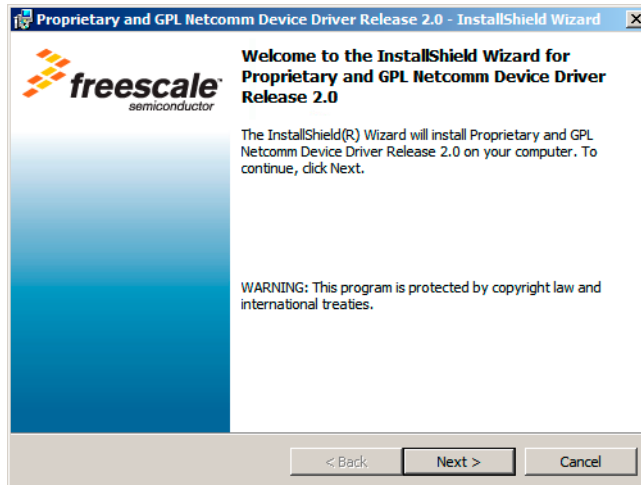 Proprietary and GPL Netcomm Device Driver Release 2.0 - InstallShield Wizard
freescale™
semiconductor
Welcome to the InstallShield Wizard for
Proprietary and GPL Netcomm Device Driver
Release 2.0
The InstallShield(R) Wizard will install Proprietary and GPL
Netcomm Device Driver Release 2.0 on your computer. To
continue, click Next.
WARNING: This program is protected by copyright law and
international treaties.
< Back
Next >
Cancel